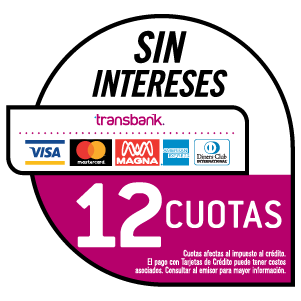 SIN
INTERESES
transbank.
VISA mastercard MAGNA AMERICAN EXPRESS Diners Club INTERNATIONAL
12 CUOTAS
Cuotas afectas al impuesto al crédito.
El pago con Tarjetas de Crédito puede tener costos
asociados. Consultar al emisor para mayor información.